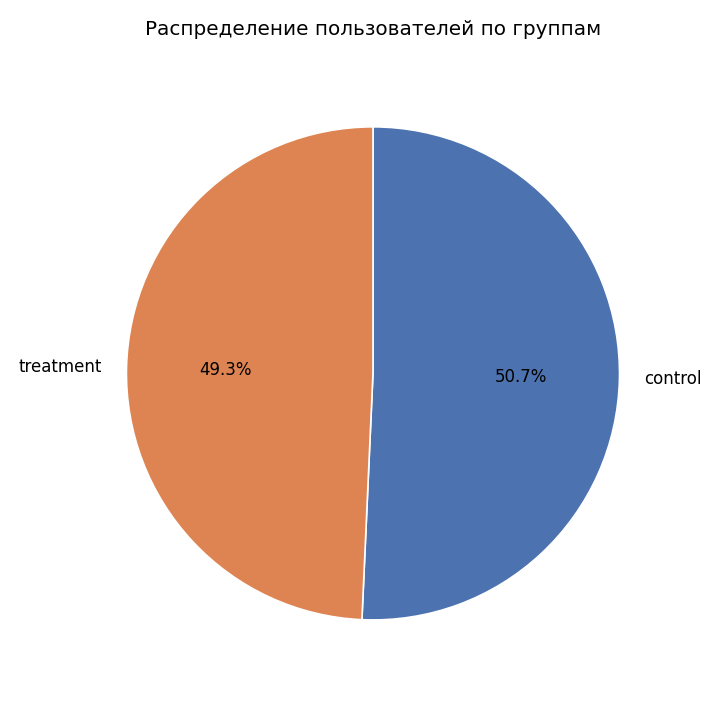 Распределение пользователей по группам
treatment
49.3%
50.7%
control